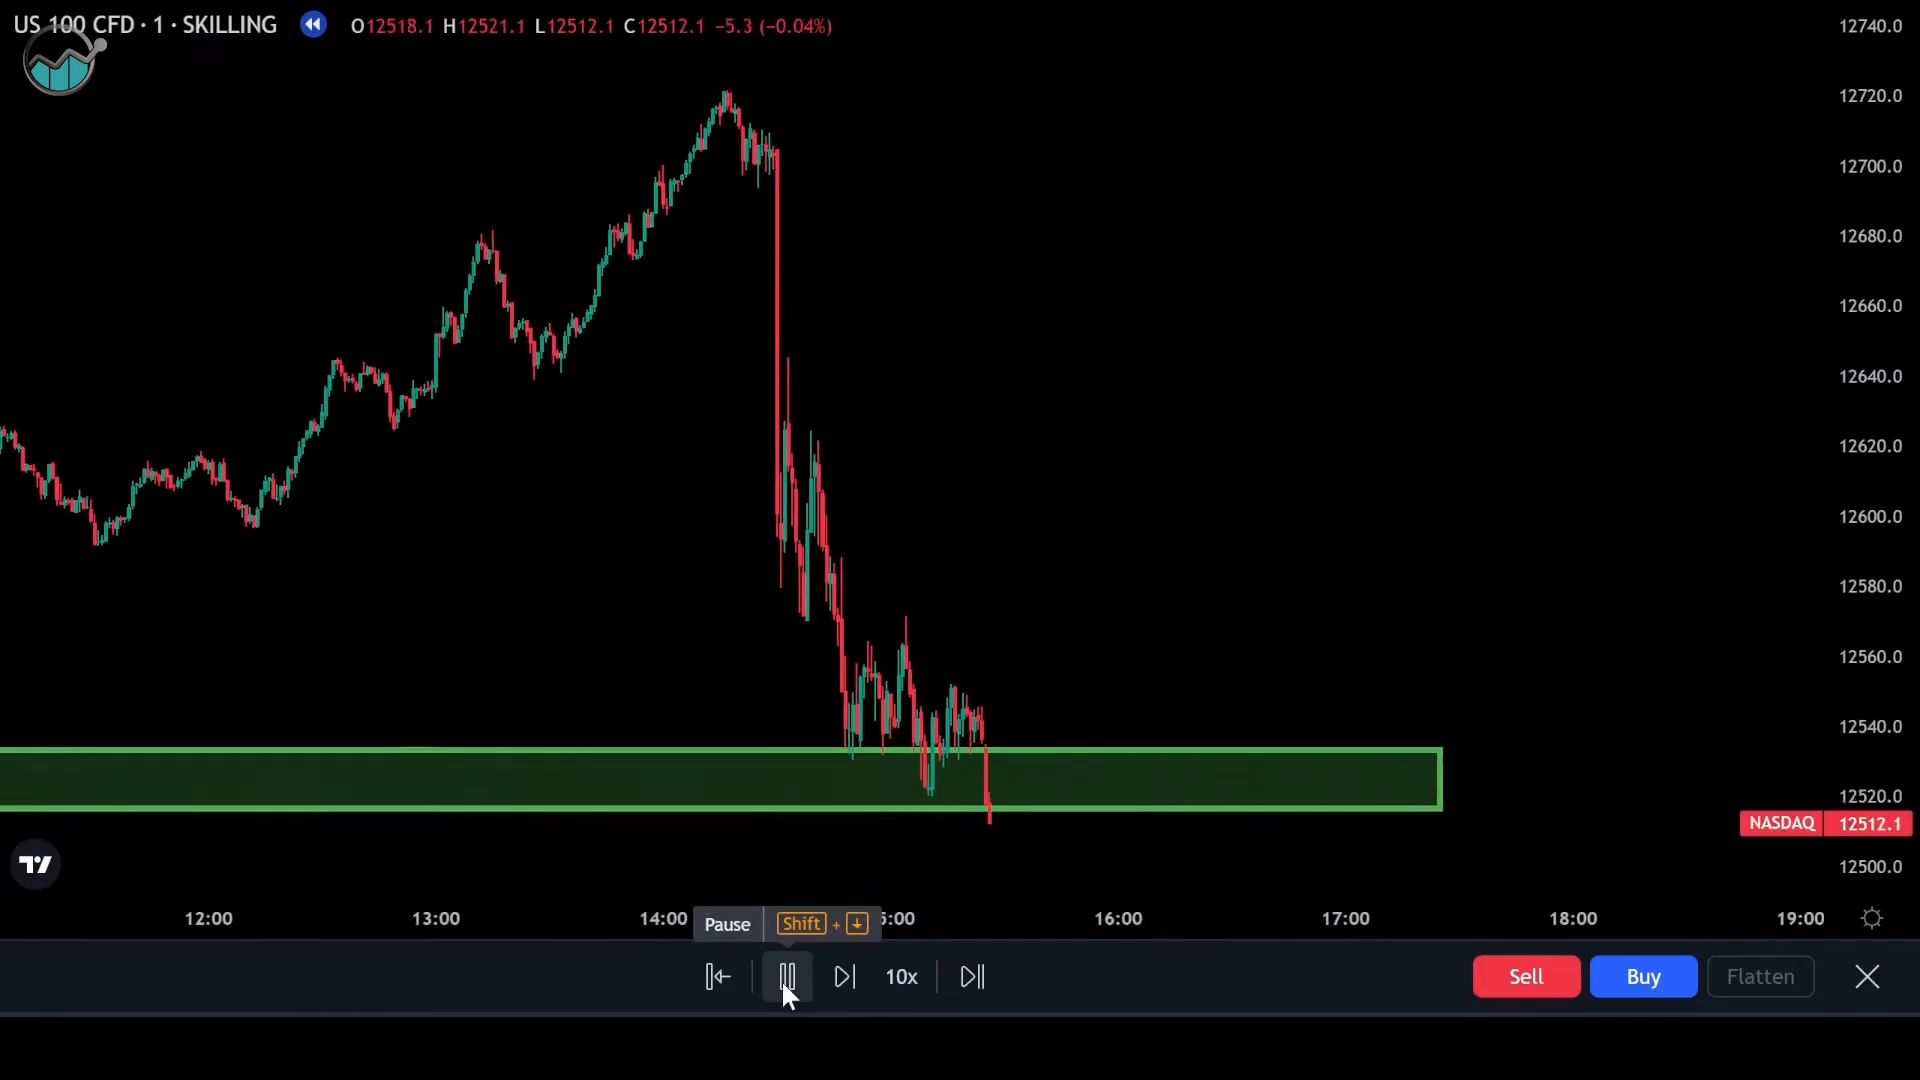 US 100 CFD · 1 · SKILLING O12518.1 H12521.1 L12512.1 C12512.1 −5.3 (−0.04%)
12740.0
12720.0
12700.0
12680.0
12660.0
12640.0
12620.0
12600.0
12580.0
12560.0
12540.0
12520.0
NASDAQ 12512.1
12500.0
12:00 13:00 14:00 5:00 16:00 17:00 18:00 19:00
Pause Shift + ↓
10x Sell Buy Flatten